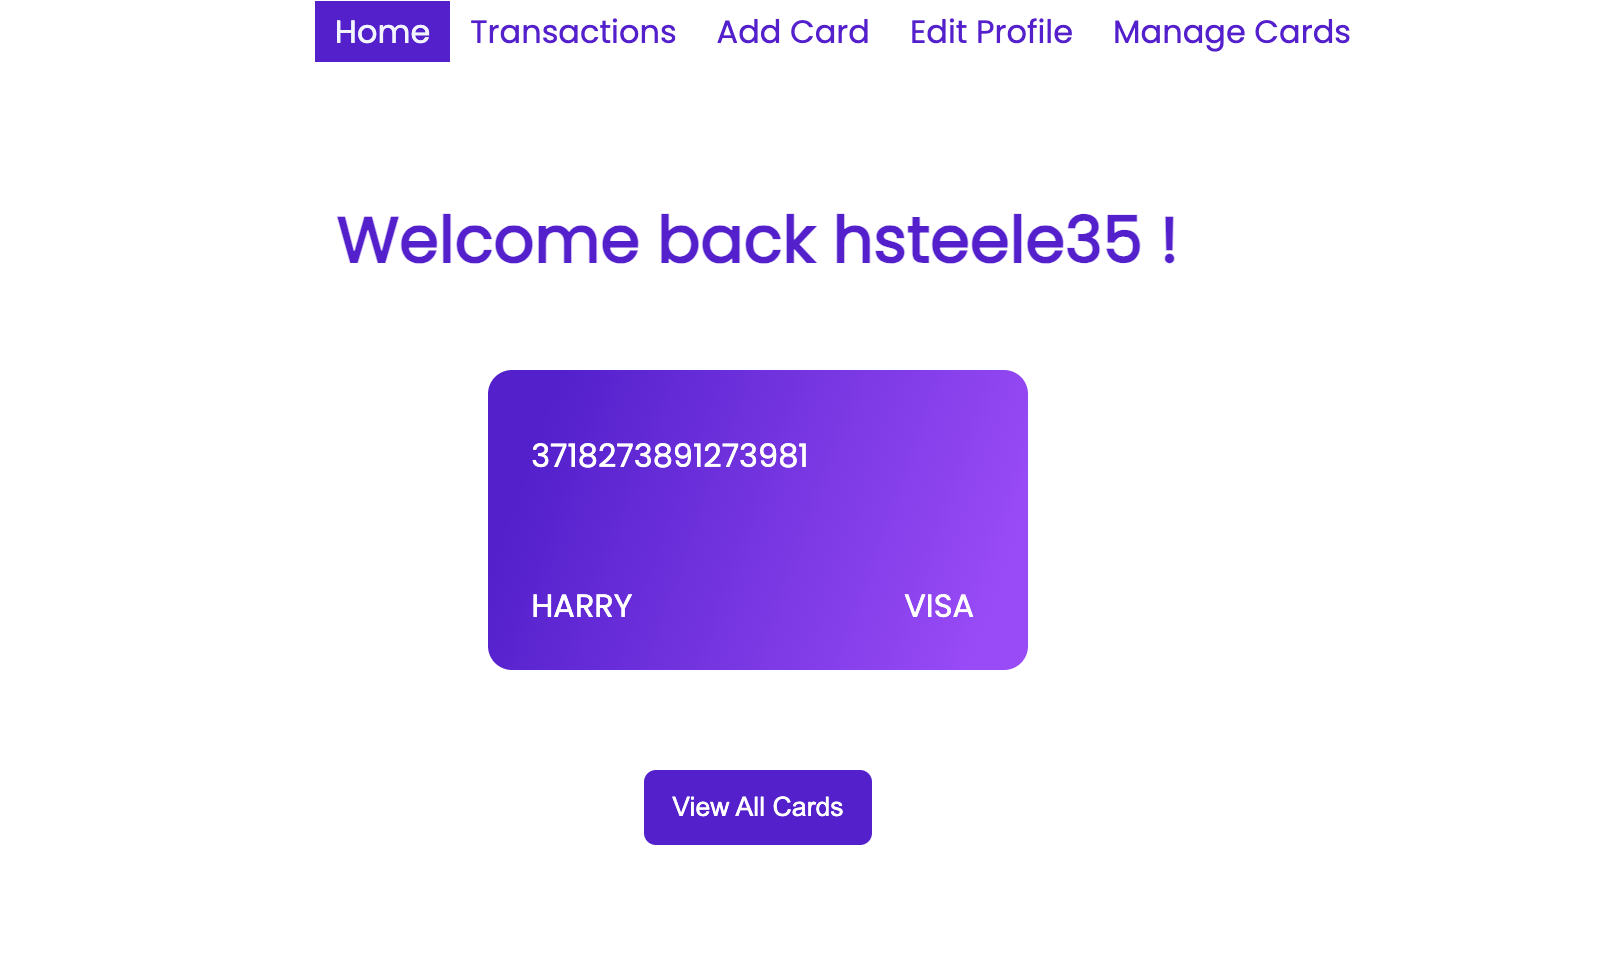 Home Transactions Add Card Edit Profile Manage Cards
Welcome back hsteele35 !
3718273891273981
HARRY VISA
View All Cards